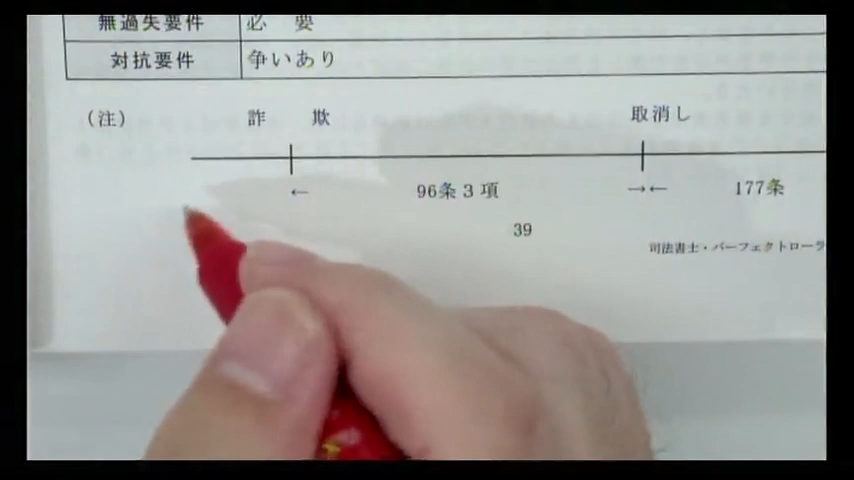 無過失要件 必 要
対抗要件 争いあり
(注) 詐 欺 取消し
← 96条3項 →← 177条
39
司法書士・パーフェクトローラ